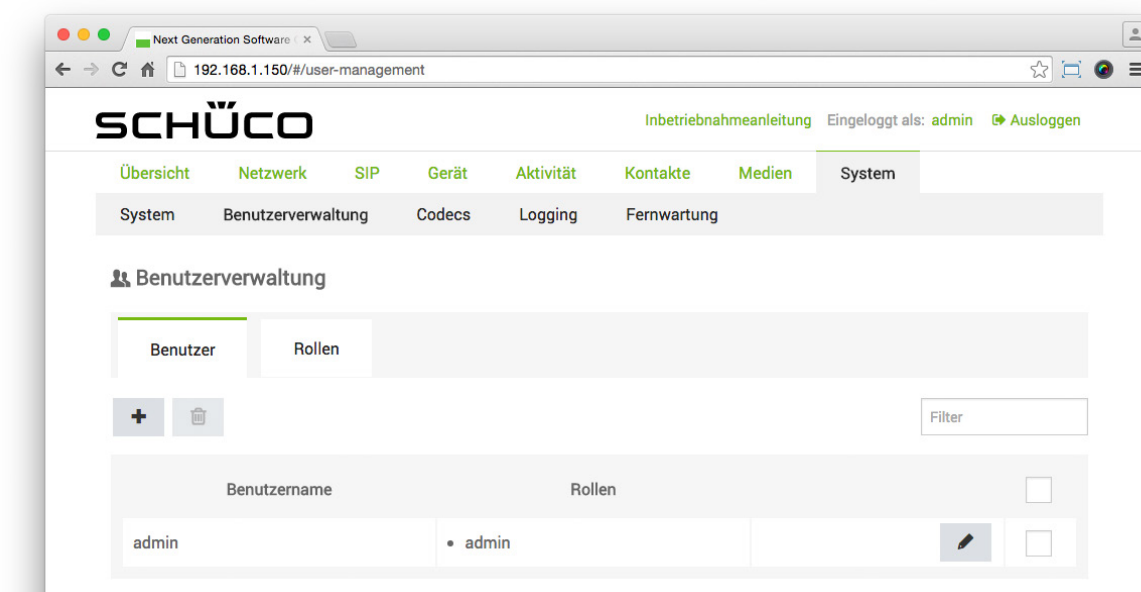 Next Generation Software
192.168.1.150/#/user-management
SCHÜCO
Inbetriebnahmeanleitung Eingeloggt als: admin Ausloggen
Übersicht Netzwerk SIP Gerät Aktivität Kontakte Medien System
System Benutzerverwaltung Codecs Logging Fernwartung
Benutzerverwaltung
Benutzer Rollen
Filter
Benutzername Rollen
admin • admin